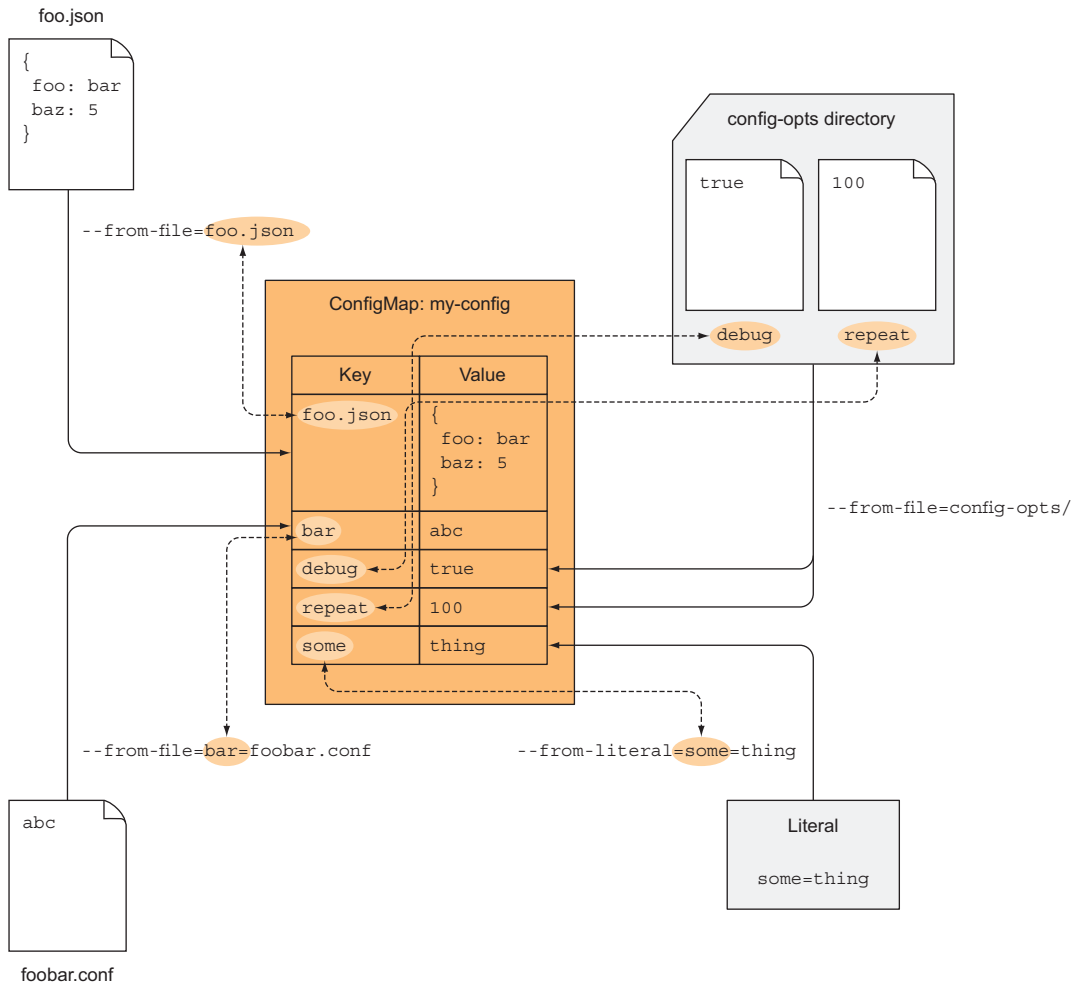 foo.json
{
foo: bar
baz: 5
}
--from-file=foo.json
config-opts directory
true
100
debug
repeat
ConfigMap: my-config
Key Value
foo.json {
foo: bar
baz: 5
}
bar abc
debug true
repeat 100
some thing
--from-file=config-opts/
--from-file=bar=foobar.conf
--from-literal=some=thing
abc
foobar.conf
Literal
some=thing